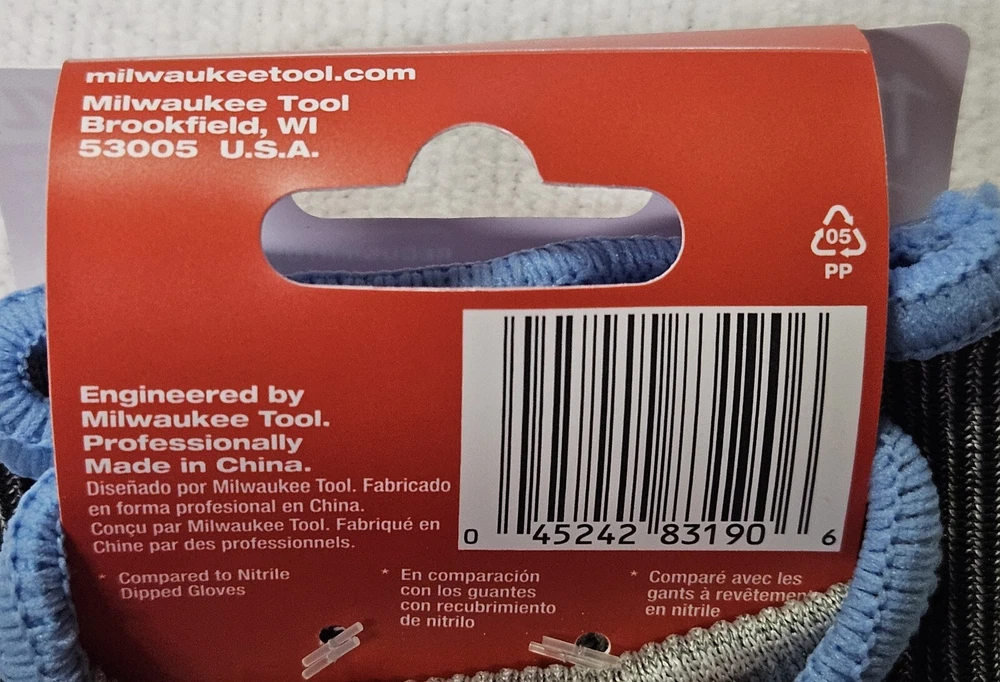 milwaukeetool.com
Milwaukee Tool
Brookfield, WI
53005 U.S.A.
05
PP
Engineered by
Milwaukee Tool.
Professionally
Made in China.
Diseñado por Milwaukee Tool. Fabricado
en forma profesional en China.
Conçu par Milwaukee Tool. Fabriqué en
Chine par des professionnels.
0 45242 83190 6
* Compared to Nitrile
Dipped Gloves
* En comparación
con los guantes
con recubrimiento
de nitrilo
* Comparé avec les
gants à revêtement
en nitrile